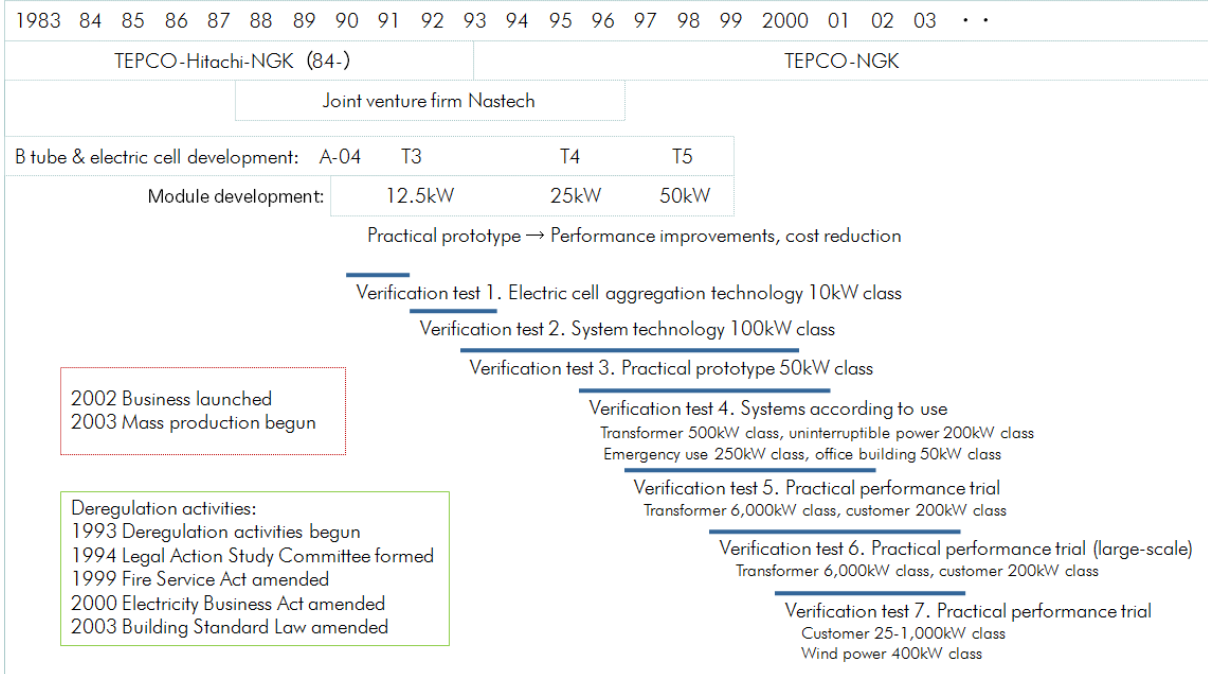 1983 84 85 86 87 88 89 90 91 92 93 94 95 96 97 98 99 2000 01 02 03 · ·
TEPCO-Hitachi-NGK (84-) TEPCO-NGK
Joint venture firm Nastech
B tube & electric cell development: A-04 T3 T4 T5
Module development: 12.5kW 25kW 50kW
Practical prototype → Performance improvements, cost reduction
Verification test 1. Electric cell aggregation technology 10kW class
Verification test 2. System technology 100kW class
Verification test 3. Practical prototype 50kW class
2002 Business launched
2003 Mass production begun
Verification test 4. Systems according to use
Transformer 500kW class, uninterruptible power 200kW class
Emergency use 250kW class, office building 50kW class
Verification test 5. Practical performance trial
Transformer 6,000kW class, customer 200kW class
Deregulation activities:
1993 Deregulation activities begun
1994 Legal Action Study Committee formed
1999 Fire Service Act amended
2000 Electricity Business Act amended
2003 Building Standard Law amended
Verification test 6. Practical performance trial (large-scale)
Transformer 6,000kW class, customer 200kW class
Verification test 7. Practical performance trial
Customer 25-1,000kW class
Wind power 400kW class